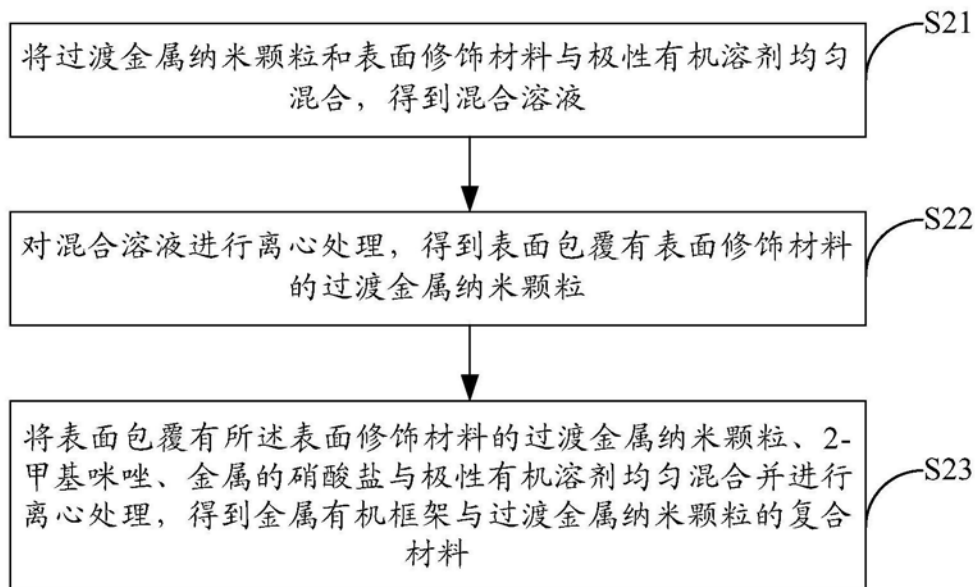 S21
将过渡金属纳米颗粒和表面修饰材料与极性有机溶剂均匀
混合，得到混合溶液
S22
对混合溶液进行离心处理，得到表面包覆有表面修饰材料
的过渡金属纳米颗粒
将表面包覆有所述表面修饰材料的过渡金属纳米颗粒、2-
甲基咪唑、金属的硝酸盐与极性有机溶剂均匀混合并进行
S23
离心处理，得到金属有机框架与过渡金属纳米颗粒的复合
材料